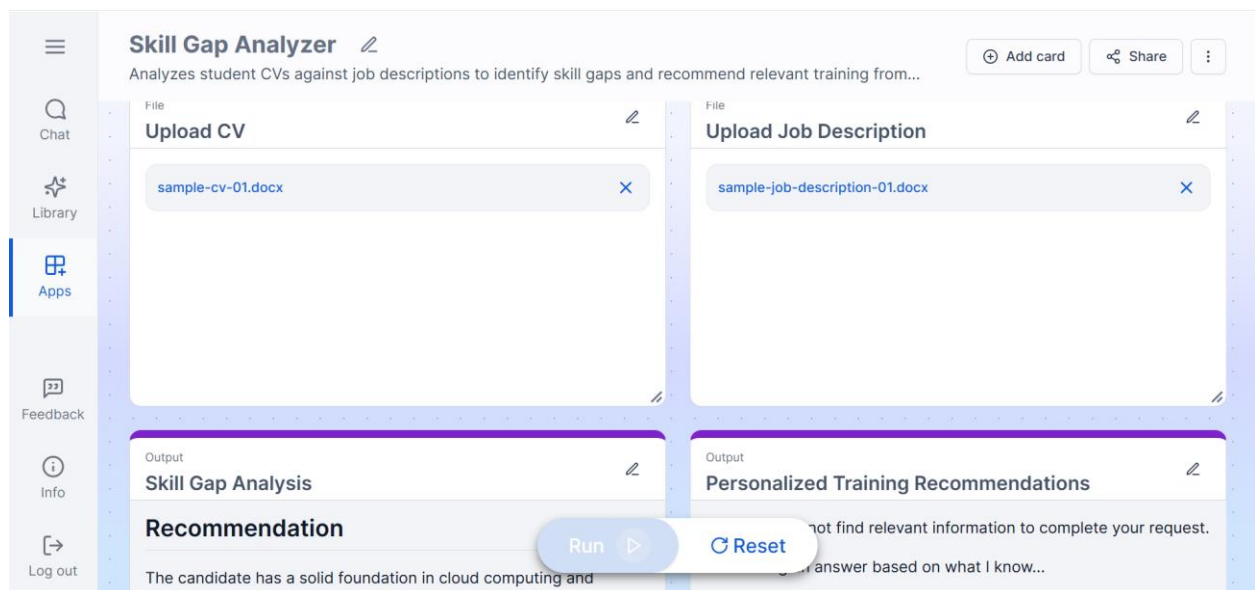 Skill Gap Analyzer
Analyzes student CVs against job descriptions to identify skill gaps and recommend relevant training from...
Add card
Share
Chat
Library
Apps
Feedback
Info
Log out
File
Upload CV
sample-cv-01.docx
File
Upload Job Description
sample-job-description-01.docx
Output
Skill Gap Analysis
Recommendation
The candidate has a solid foundation in cloud computing and
Output
Personalized Training Recommendations
not find relevant information to complete your request.
answer based on what I know...
Run
Reset